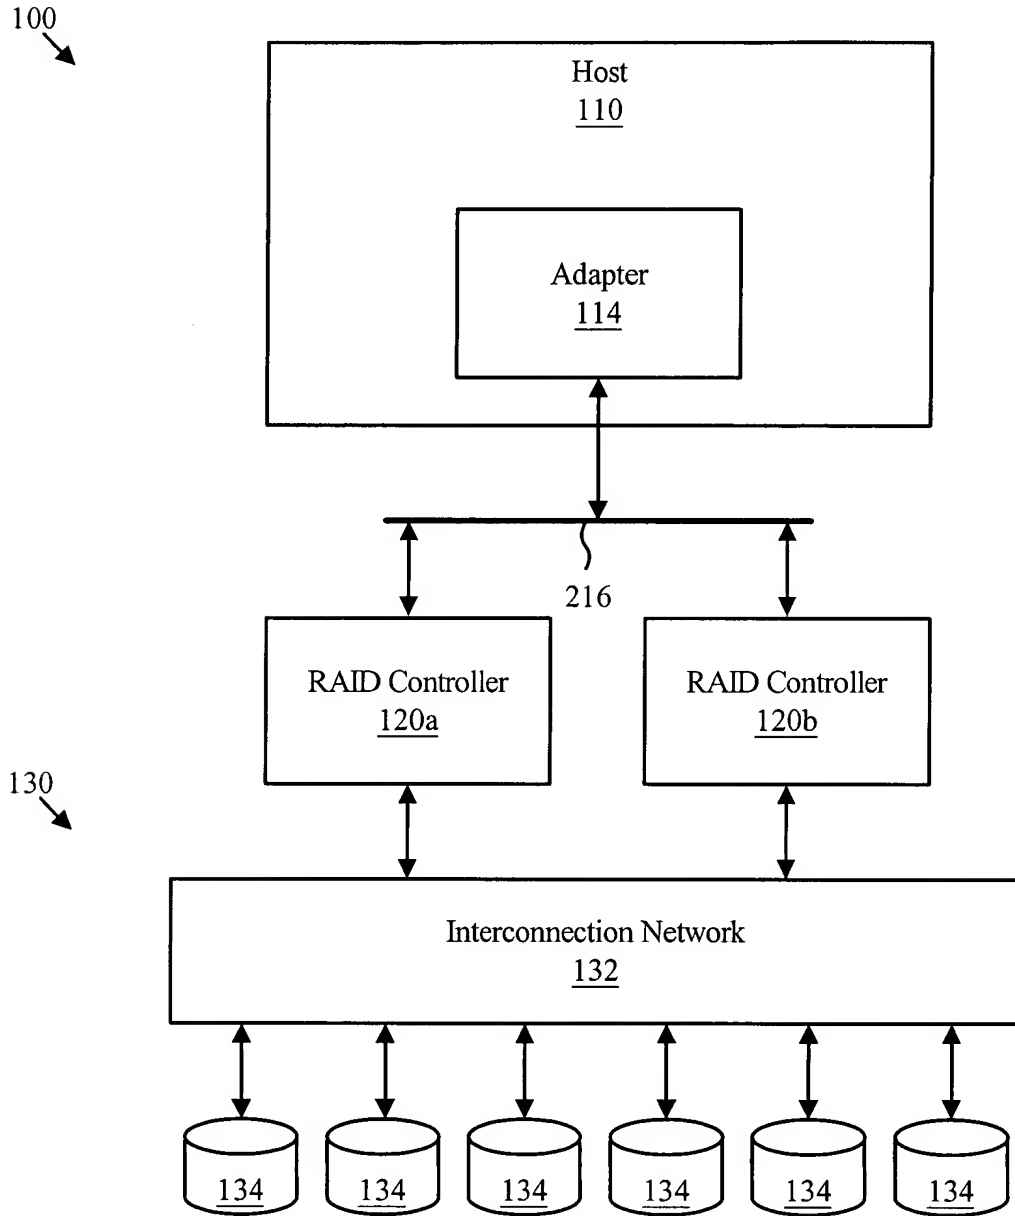 100
Host
110
Adapter
114
216
RAID Controller
120a
RAID Controller
120b
130
Interconnection Network
132
134 134 134 134 134 134